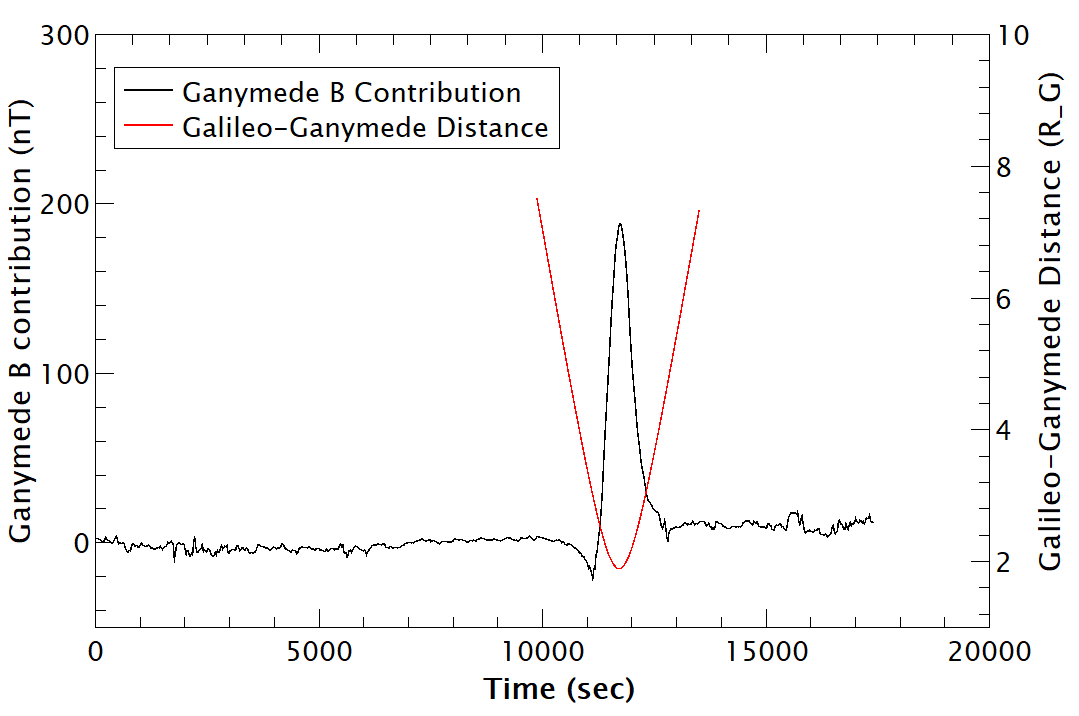 300
200
100
0
Ganymede B contribution (nT)
Ganymede B Contribution
Galileo-Ganymede Distance
10
8
6
4
2
Galileo-Ganymede Distance (R_G)
0 5000 10000 15000 20000
Time (sec)